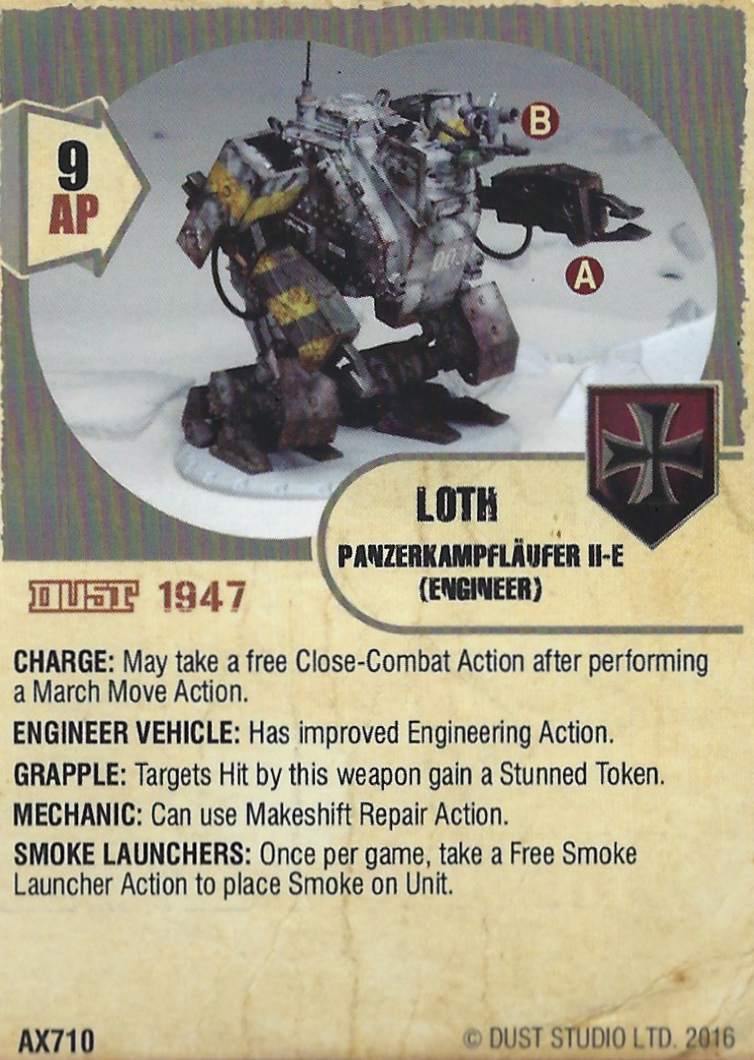 9
AP
B
A
003
LOTH
PANZERKAMPFLÄUFER II-E
(ENGINEER)
DUST 1947
CHARGE: May take a free Close-Combat Action after performing
a March Move Action.
ENGINEER VEHICLE: Has improved Engineering Action.
GRAPPLE: Targets Hit by this weapon gain a Stunned Token.
MECHANIC: Can use Makeshift Repair Action.
SMOKE LAUNCHERS: Once per game, take a Free Smoke
Launcher Action to place Smoke on Unit.
AX710
© DUST STUDIO LTD. 2016